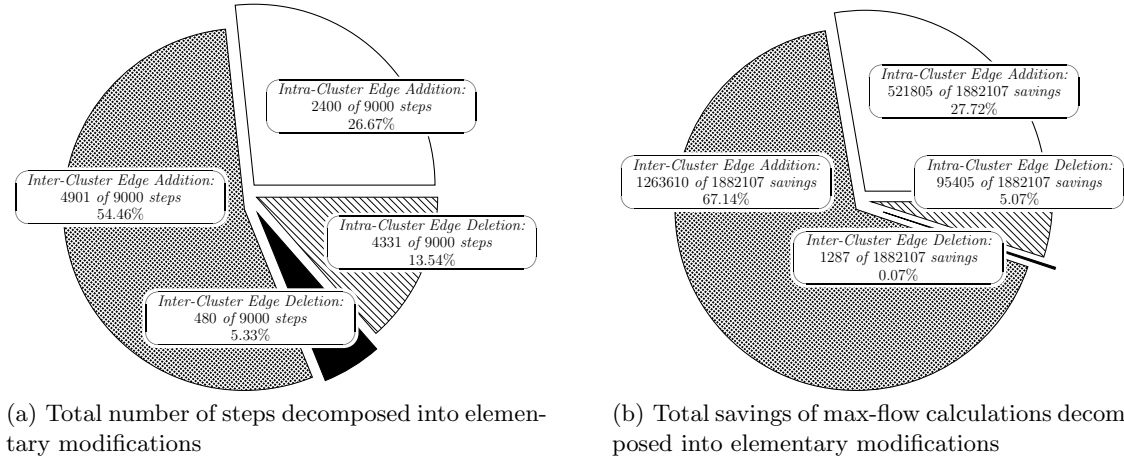 Intra-Cluster Edge Addition:
2400 of 9000 steps
26.67%
Inter-Cluster Edge Addition:
4901 of 9000 steps
54.46%
Intra-Cluster Edge Deletion:
4331 of 9000 steps
13.54%
Inter-Cluster Edge Deletion:
480 of 9000 steps
5.33%
(a) Total number of steps decomposed into elemen-
tary modifications
Intra-Cluster Edge Addition:
521805 of 1882107 savings
27.72%
Inter-Cluster Edge Addition:
1263610 of 1882107 savings
67.14%
Intra-Cluster Edge Deletion:
95405 of 1882107 savings
5.07%
Inter-Cluster Edge Deletion:
1287 of 1882107 savings
0.07%
(b) Total savings of max-flow calculations decom
posed into elementary modifications